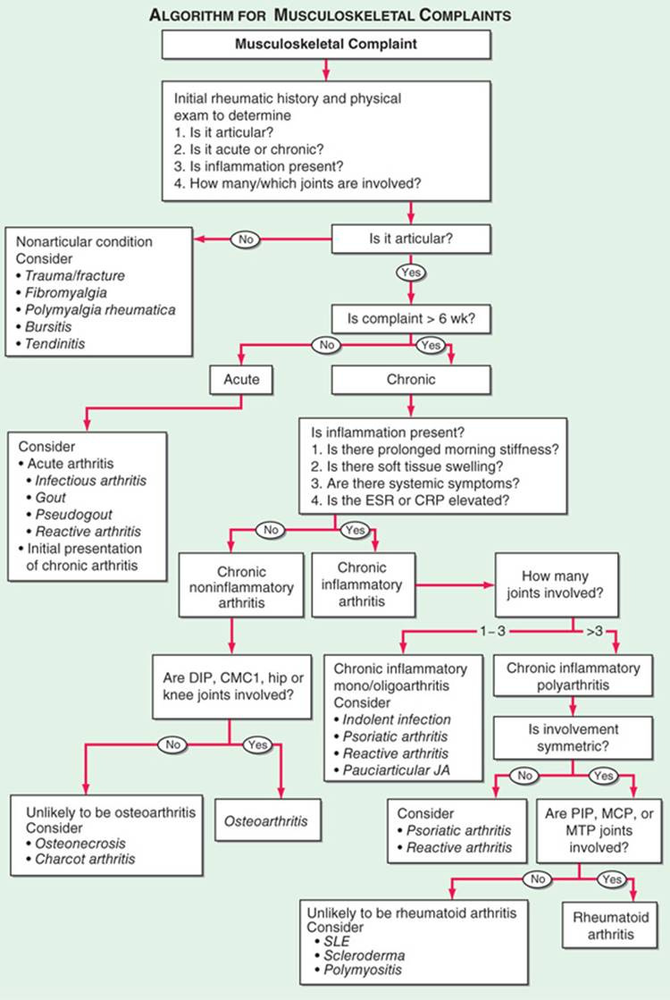 ALGORITHM FOR MUSCULOSKELETAL COMPLAINTS
Musculoskeletal Complaint
Initial rheumatic history and physical
exam to determine
1. Is it articular?
2. Is it acute or chronic?
3. Is inflammation present?
4. How many/which joints are involved?
Is it articular?
No
Nonarticular condition
Consider
• Trauma/fracture
• Fibromyalgia
• Polymyalgia rheumatica
• Bursitis
• Tendinitis
Yes
Is complaint > 6 wk?
No
Yes
Acute
Chronic
Consider
• Acute arthritis
• Infectious arthritis
• Gout
• Pseudogout
• Reactive arthritis
• Initial presentation
of chronic arthritis
Is inflammation present?
1. Is there prolonged morning stiffness?
2. Is there soft tissue swelling?
3. Are there systemic symptoms?
4. Is the ESR or CRP elevated?
No
Yes
Chronic
noninflammatory
arthritis
Chronic
inflammatory
arthritis
How many
joints involved?
1–3
>3
Are DIP, CMC1, hip or
knee joints involved?
Chronic inflammatory
mono/oligoarthritis
Consider
• Indolent infection
• Psoriatic arthritis
• Reactive arthritis
• Pauciarticular JA
Chronic inflammatory
polyarthritis
Is involvement
symmetric?
No
Yes
No
Yes
Unlikely to be osteoarthritis
Consider
• Osteonecrosis
• Charcot arthritis
Osteoarthritis
Consider
• Psoriatic arthritis
• Reactive arthritis
Are PIP, MCP, or
MTP joints
involved?
No
Yes
Unlikely to be rheumatoid arthritis
Consider
• SLE
• Scleroderma
• Polymyositis
Rheumatoid
arthritis